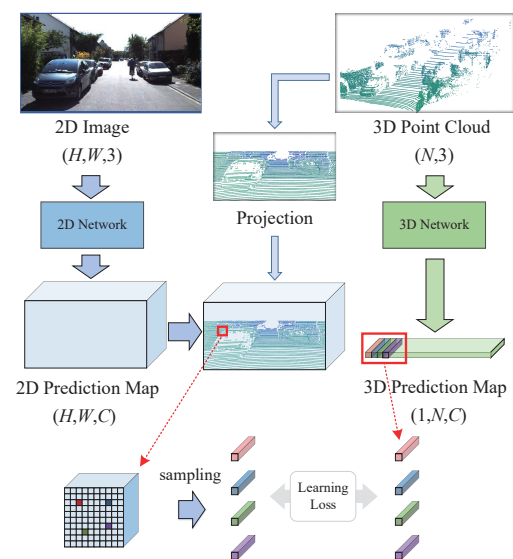 2D Image
(H,W,3)
3D Point Cloud
(N,3)
Projection
2D Network
3D Network
2D Prediction Map
(H,W,C)
3D Prediction Map
(1,N,C)
sampling
Learning
Loss